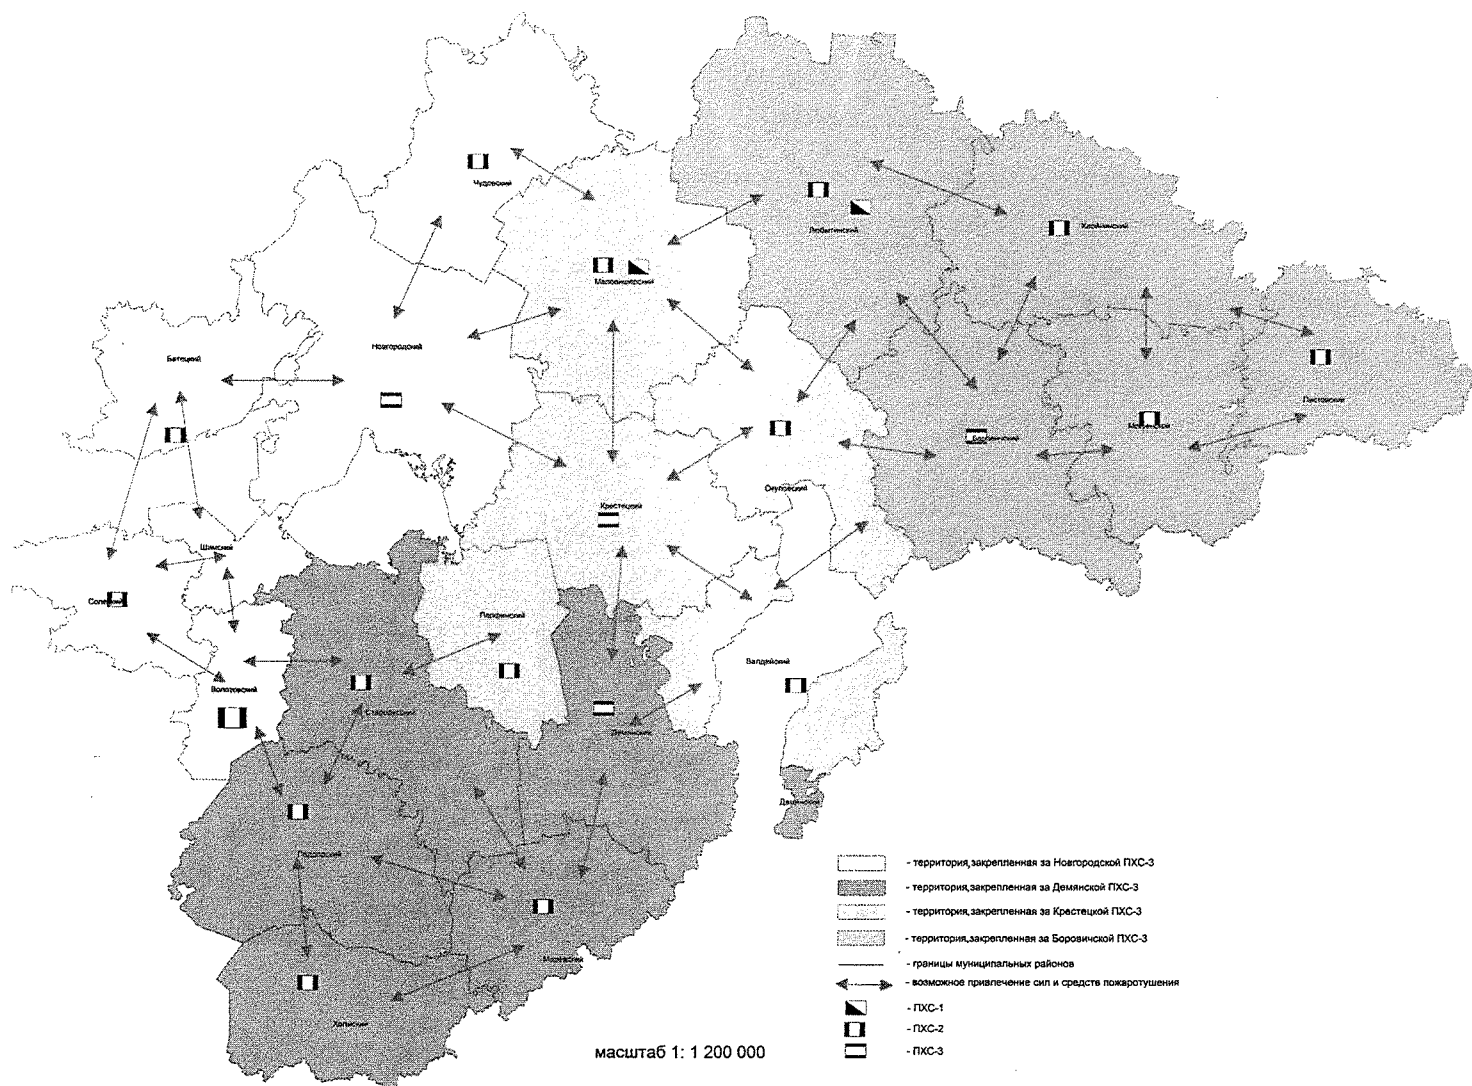 Чудовский
Любытинский
Хвойнинский
Маловишерский
Новгородский
Батецкий
Пестовский
Мошенской
Боровичский
Окуловский
Крестецкий
Шимский
Солецкий
Парфинский
Валдайский
Волотовский
Старорусский
Демянский
Демянский
Поддорский
Марёвский
Холмский
- территория,закрепленная за Новгородской ПХС-3
- территория,закрепленная за Демянской ПХС-3
- территория,закрепленная за Крестецкой ПХС-3
- территория,закрепленная за Боровичской ПХС-3
- границы муниципальных районов
- возможное привлечение сил и средств пожаротушения
- ПХС-1
- ПХС-2
- ПХС-3
масштаб 1: 1 200 000